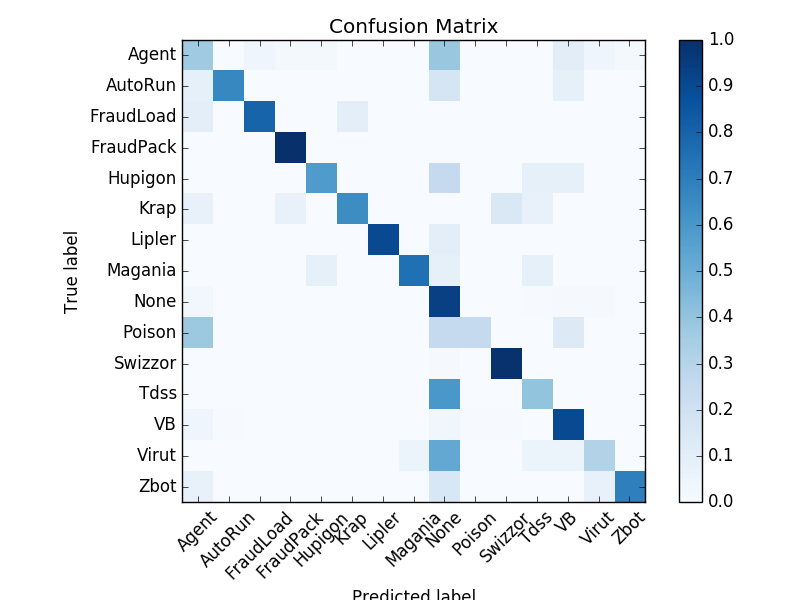 Confusion Matrix
True label
Agent
AutoRun
FraudLoad
FraudPack
Hupigon
Krap
Lipler
Magania
None
Poison
Swizzor
Tdss
VB
Virut
Zbot
Agent
AutoRun
FraudLoad
FraudPack
Hupigon
Krap
Lipler
Magania
None
Poison
Swizzor
Tdss
VB
Virut
Zbot
Predicted label
1.0
0.9
0.8
0.7
0.6
0.5
0.4
0.3
0.2
0.1
0.0